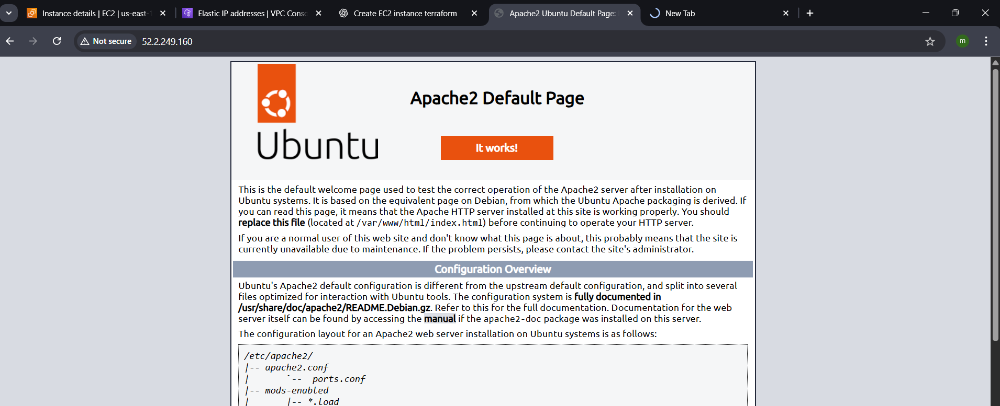 Instance details | EC2 | us-east-1
Elastic IP addresses | VPC Conso
Create EC2 instance terraform
Apache2 Ubuntu Default Page:
New Tab
Not secure
52.2.249.160
m
Apache2 Default Page
Ubuntu
It works!
This is the default welcome page used to test the correct operation of the Apache2 server after installation on
Ubuntu systems. It is based on the equivalent page on Debian, from which the Ubuntu Apache packaging is derived. If
you can read this page, it means that the Apache HTTP server installed at this site is working properly. You should
replace this file (located at /var/www/html/index.html) before continuing to operate your HTTP server.
If you are a normal user of this web site and don't know what this page is about, this probably means that the site is
currently unavailable due to maintenance. If the problem persists, please contact the site's administrator.
Configuration Overview
Ubuntu's Apache2 default configuration is different from the upstream default configuration, and split into several
files optimized for interaction with Ubuntu tools. The configuration system is fully documented in
/usr/share/doc/apache2/README.Debian.gz. Refer to this for the full documentation. Documentation for the web
server itself can be found by accessing the manual if the apache2-doc package was installed on this server.
The configuration layout for an Apache2 web server installation on Ubuntu systems is as follows:
/etc/apache2/
|-- apache2.conf
|       `--  ports.conf
|-- mods-enabled
|       |-- *.load